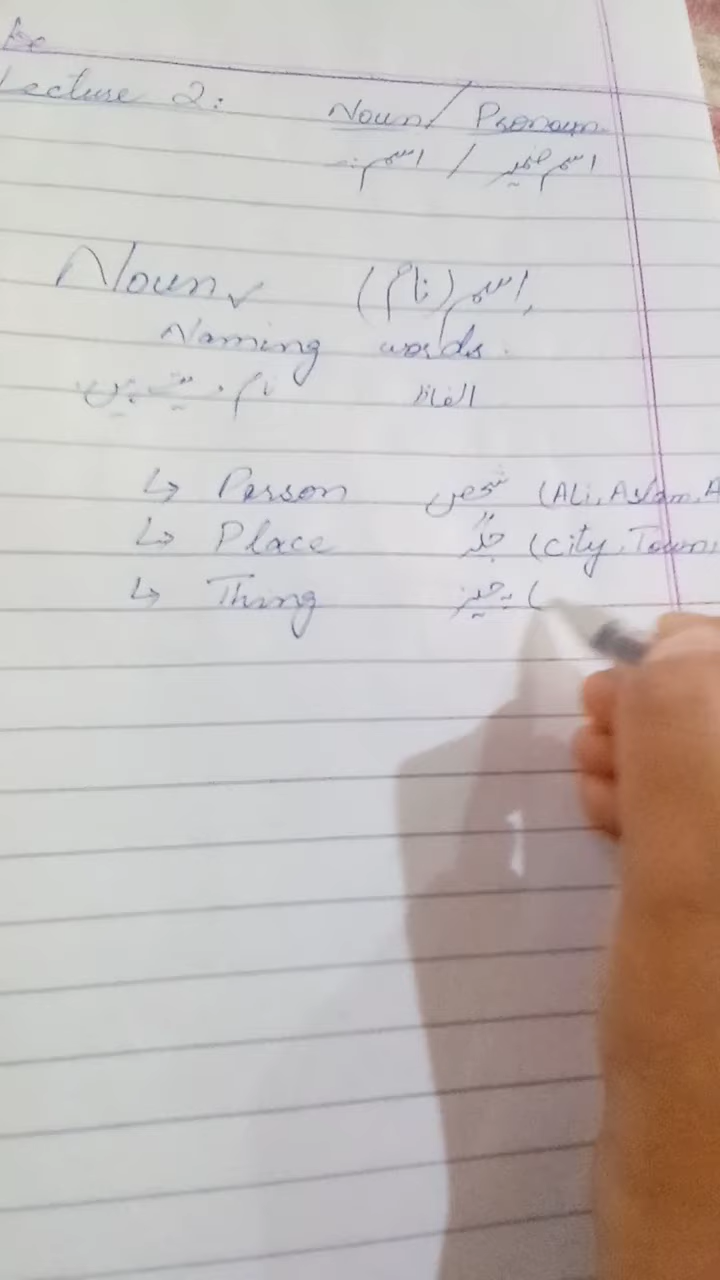 Lecture 2: Noun / Pronoun
اسم / اسم ضمیر
Noun اسم (نام)
Naming words.
نام الفاظ
↳ Person شخص (Ali, Aslam, A
↳ Place جگہ (City, Town,
↳ Thing چیز (